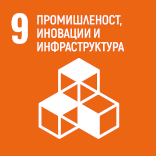 9 ПРОМИШЛЕНОСТ,
ИНОВАЦИИ И
ИНФРАСТРУКТУРА